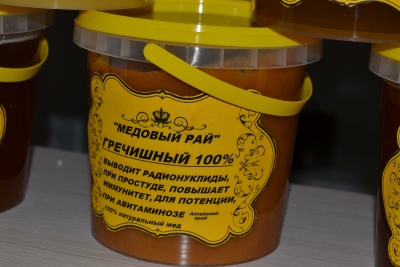 "МЕДОВЫЙ РАЙ"
ГРЕЧИШНЫЙ 100%
ВЫВОДИТ РАДИОНУКЛИДЫ,
ПРИ ПРОСТУДЕ, ПОВЫШАЕТ
ИММУНИТЕТ, ДЛЯ ПОТЕНЦИИ,
ПРИ АВИТАМИНОЗЕ Алтайский
100% натуральный мед край